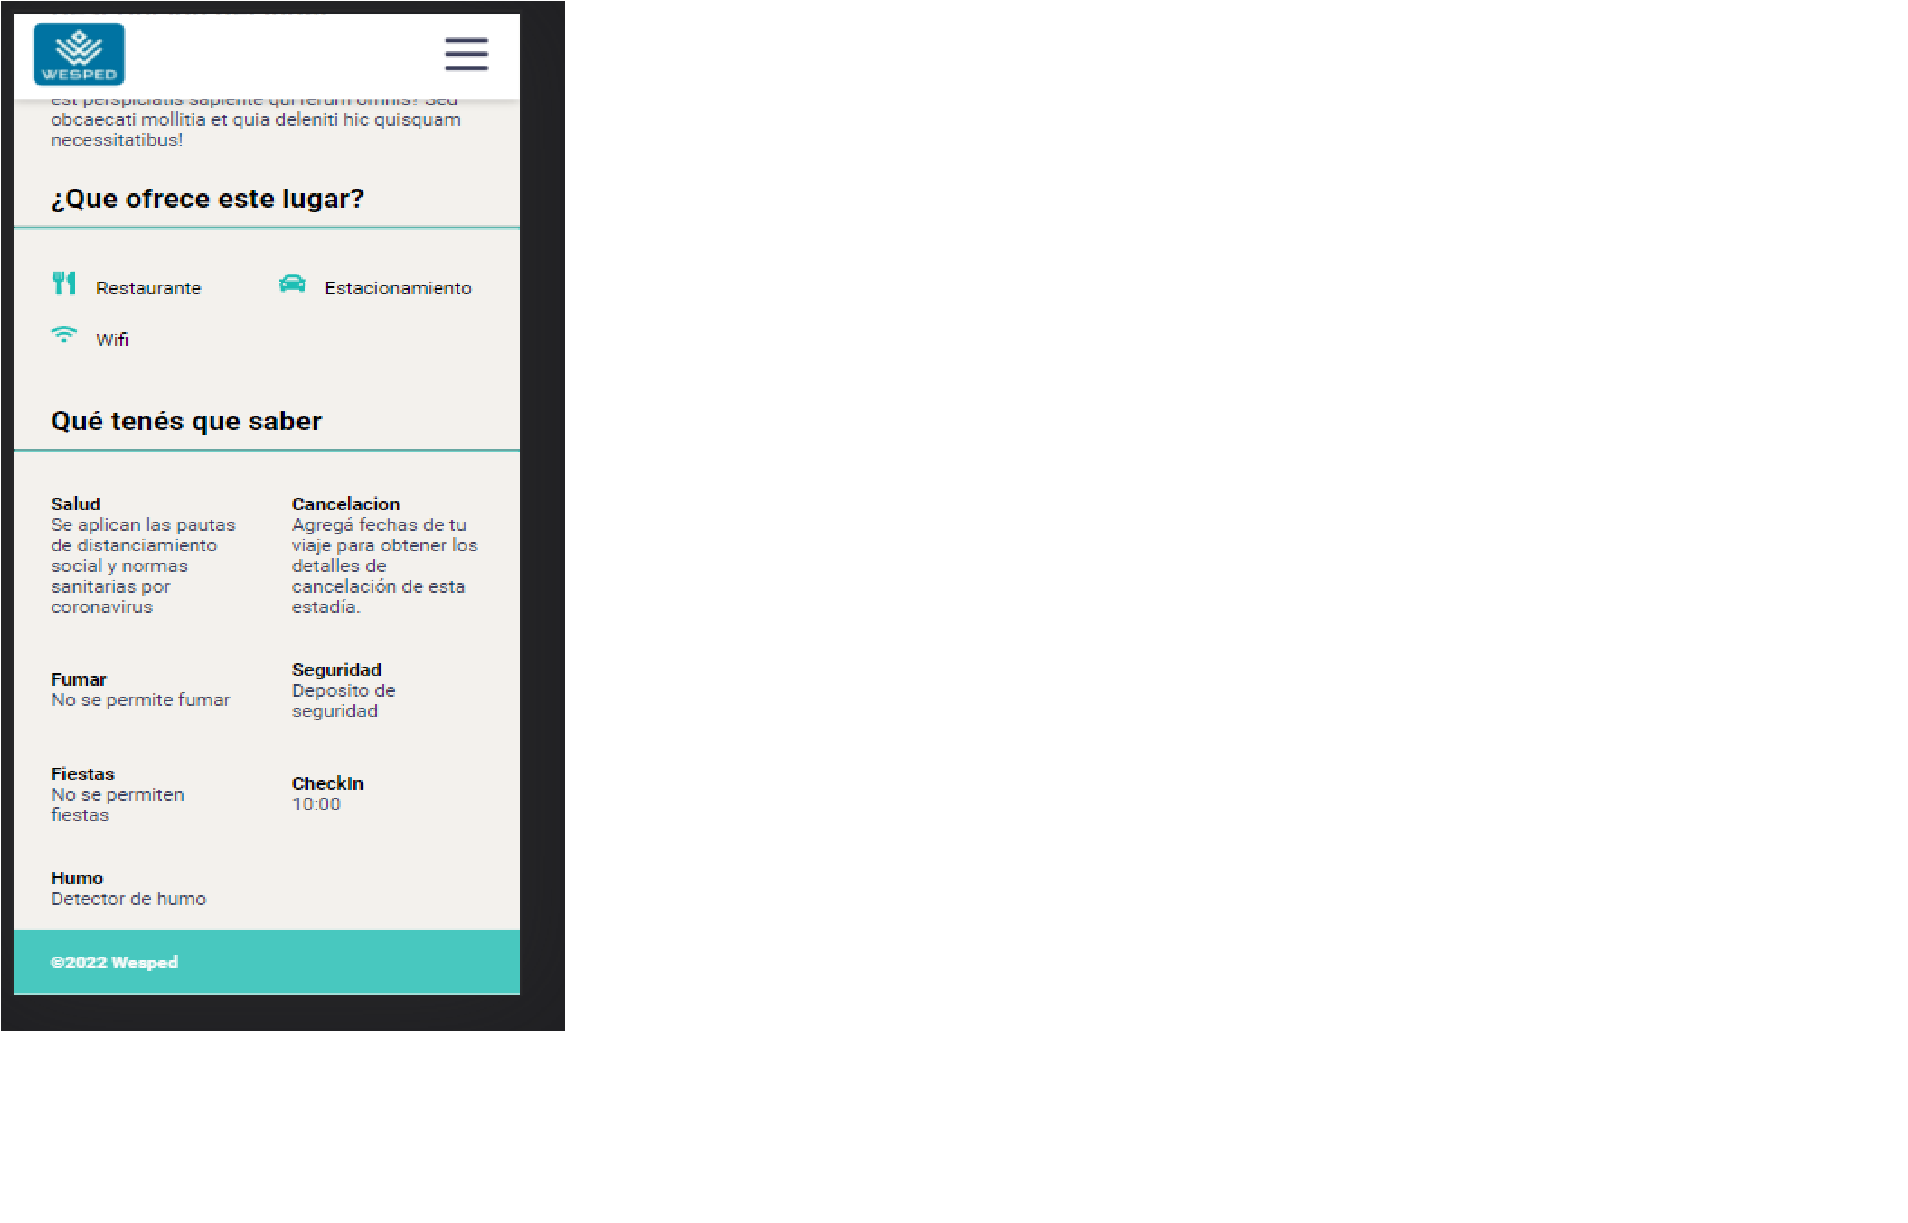 WESPED
est perspiciatis sapiente qui rerum omnis? Sed
obcaecati mollitia et quia deleniti hic quisquam
necessitatibus!
¿Que ofrece este lugar?
Restaurante
Estacionamiento
Wifi
Qué tenés que saber
Salud
Se aplican las pautas
de distanciamiento
social y normas
sanitarias por
coronavirus
Cancelacion
Agregá fechas de tu
viaje para obtener los
detalles de
cancelación de esta
estadía.
Fumar
No se permite fumar
Seguridad
Deposito de
seguridad
Fiestas
No se permiten
fiestas
CheckIn
10:00
Humo
Detector de humo
©2022 Wesped